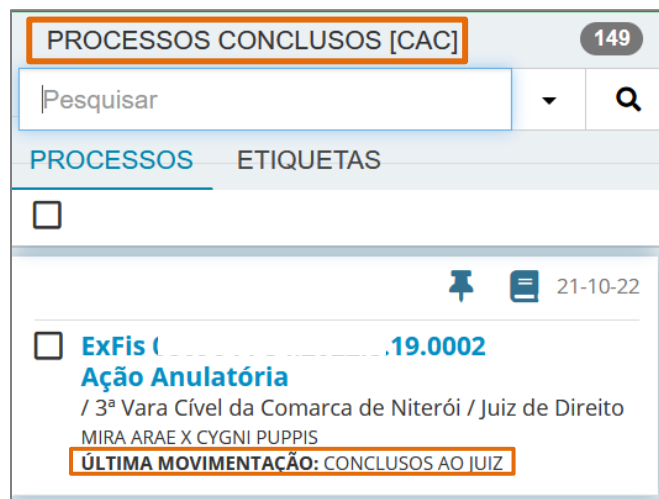 PROCESSOS CONCLUSOS [CAC] 149
Pesquisar
PROCESSOS ETIQUETAS
21-10-22
ExFis .19.0002
Ação Anulatória
/ 3ª Vara Cível da Comarca de Niterói / Juiz de Direito
MIRA ARAE X CYGNI PUPPIS
ÚLTIMA MOVIMENTAÇÃO: CONCLUSOS AO JUIZ